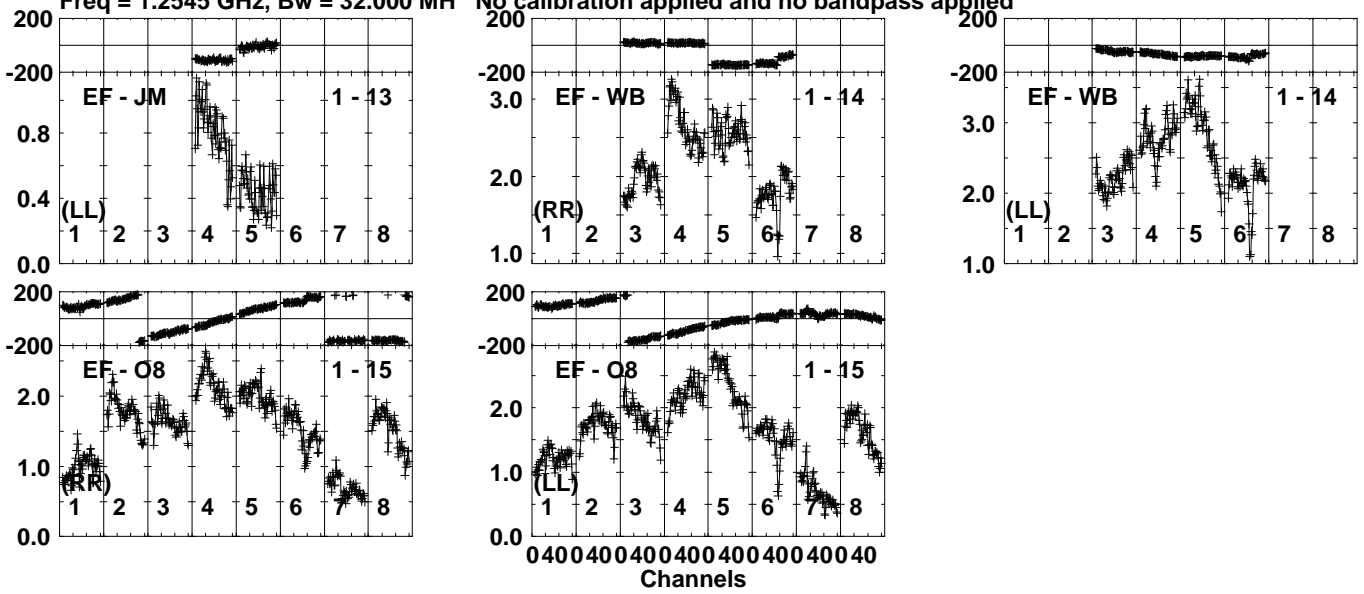 Freq = 1.2545 GHz, Bw = 32.000 MH No calibration applied and no bandpass applied
200
-200
EF - JM 1 - 13
0.8
0.4
0.0
(LL)
1 2 3 4 5 6 7 8
200
-200
EF - WB 1 - 14
3.0
2.0
1.0
(RR)
1 2 3 4 5 6 7 8
200
-200
EF - WB 1 - 14
3.0
2.0
1.0
(LL)
1 2 3 4 5 6 7 8
200
-200
EF - O8 1 - 15
2.0
1.0
0.0
(RR)
1 2 3 4 5 6 7 8
200
-200
EF - O8 1 - 15
2.0
1.0
0.0
(LL)
1 2 3 4 5 6 7 8
0 40 0 40 0 40 0 40 0 40 0 40 0 40 0 40
Channels